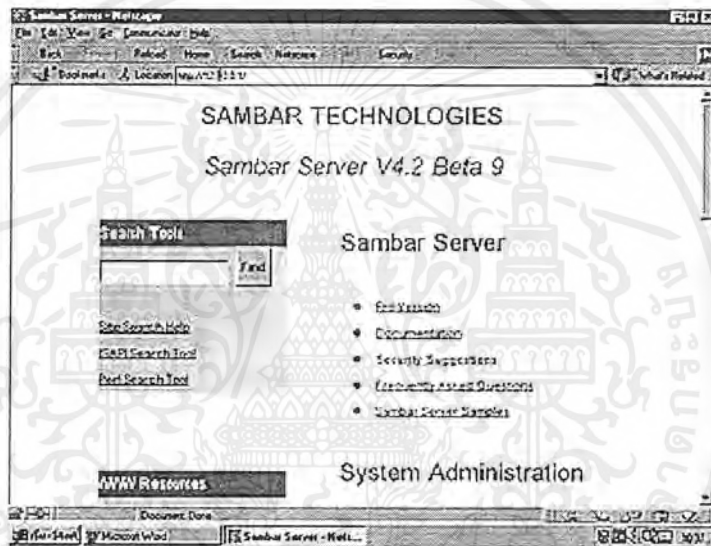 Sambar Server - Netscape
File Edit View Go Communicator Help
Back Reload Home Search Netscape Security
Bookmarks Location What's Related
SAMBAR TECHNOLOGIES
Sambar Server V4.2 Beta 9
Search Tools
Find
Site Search Help
ISAPI Search Tool
Perl Search Tool
Sambar Server
Pro Version
Documentation
Security Suggestions
Frequently Asked Questions
Sambar Server Samples
WWW Resources
System Administration
Document: Done
Microsoft Word
Sambar Server - Nets...